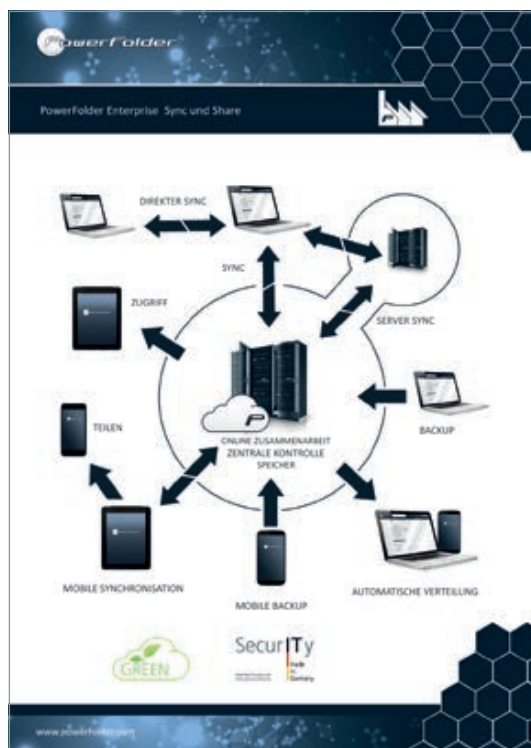 PowerFolder
PowerFolder Enterprise Sync und Share
DIREKTER SYNC
SYNC
ZUGRIFF
SERVER SYNC
TEILEN
BACKUP
ONLINE ZUSAMMENARBEIT
ZENTRALE KONTROLLE
SPEICHER
MOBILE SYNCHRONISATION
MOBILE BACKUP
AUTOMATISCHE VERTEILUNG
GREEN
SecurITy
made
in
Germany
www.powerfolder.com